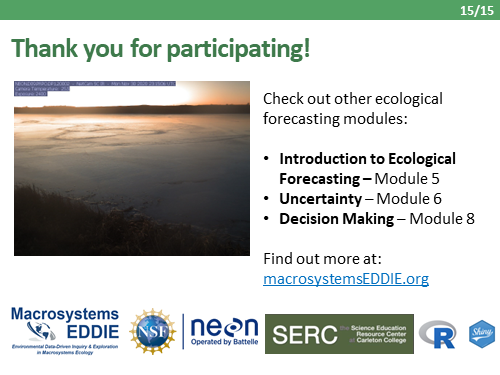 15/15
Thank you for participating!
Check out other ecological
forecasting modules:
• Introduction to Ecological
Forecasting – Module 5
• Uncertainty – Module 6
• Decision Making – Module 8
Find out more at:
macrosystemsEDDIE.org
Macrosystems
EDDIE
Environmental Data-Driven Inquiry & Exploration
in Macrosystems Ecology
NSF
neon
Operated by Battelle
SERC
the Science Education
Resource Center
at Carleton College
R
Shiny